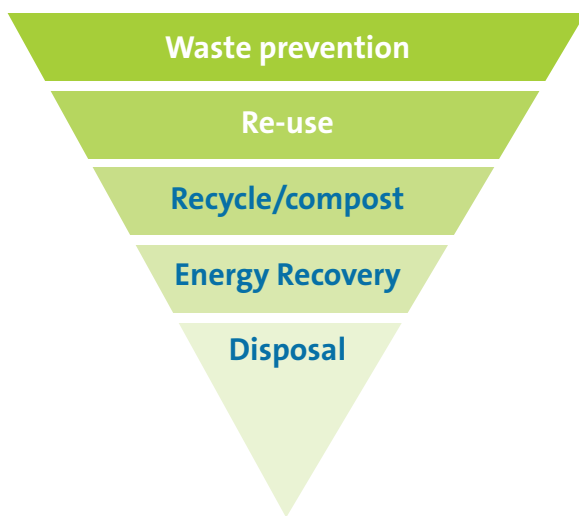 Waste prevention
Re-use
Recycle/compost
Energy Recovery
Disposal